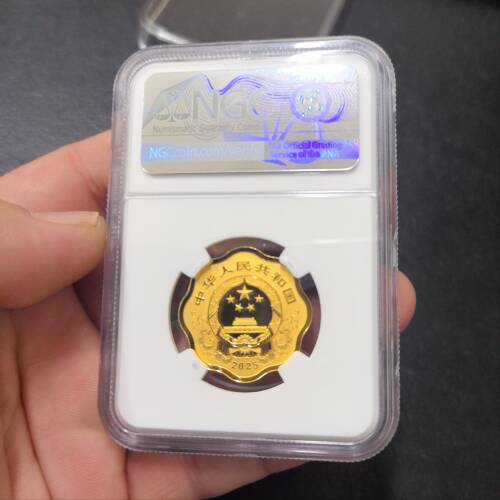 NGC
Numismatic Guaranty
NGCcoin.com
The Official Grading
Service of the ANA
中华人民共和国
2025